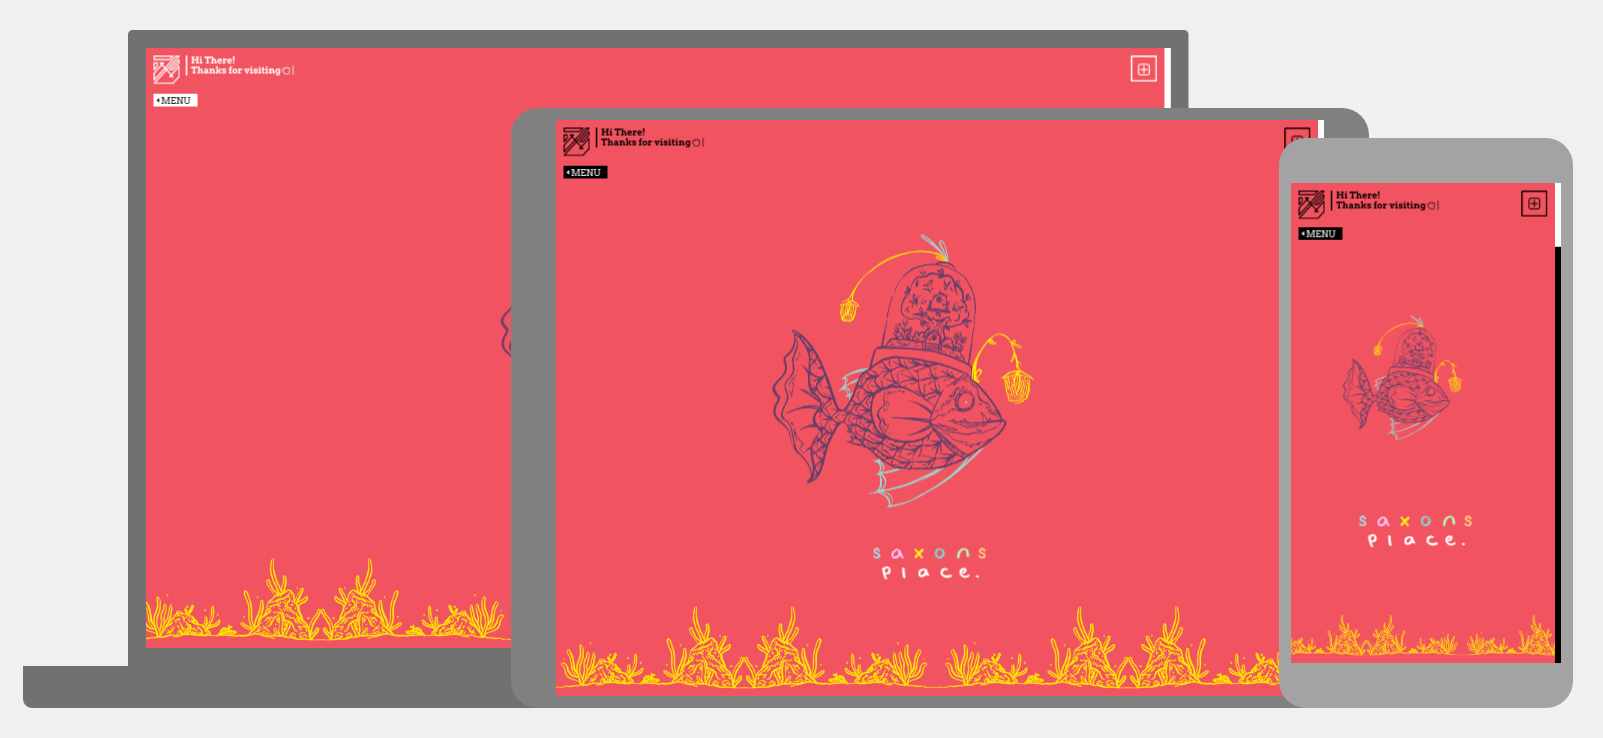 Hi There!
Thanks for visiting
MENU
Hi There!
Thanks for visiting
MENU
saxons
place.
Hi There!
Thanks for visiting
MENU
saxons
place.